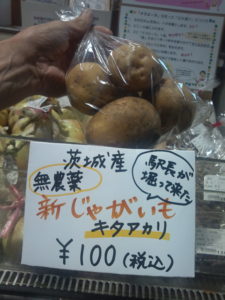 茨城産
無農薬
駅長が
掘って来た
新じゃがいも
キタアカリ
¥100(税込)